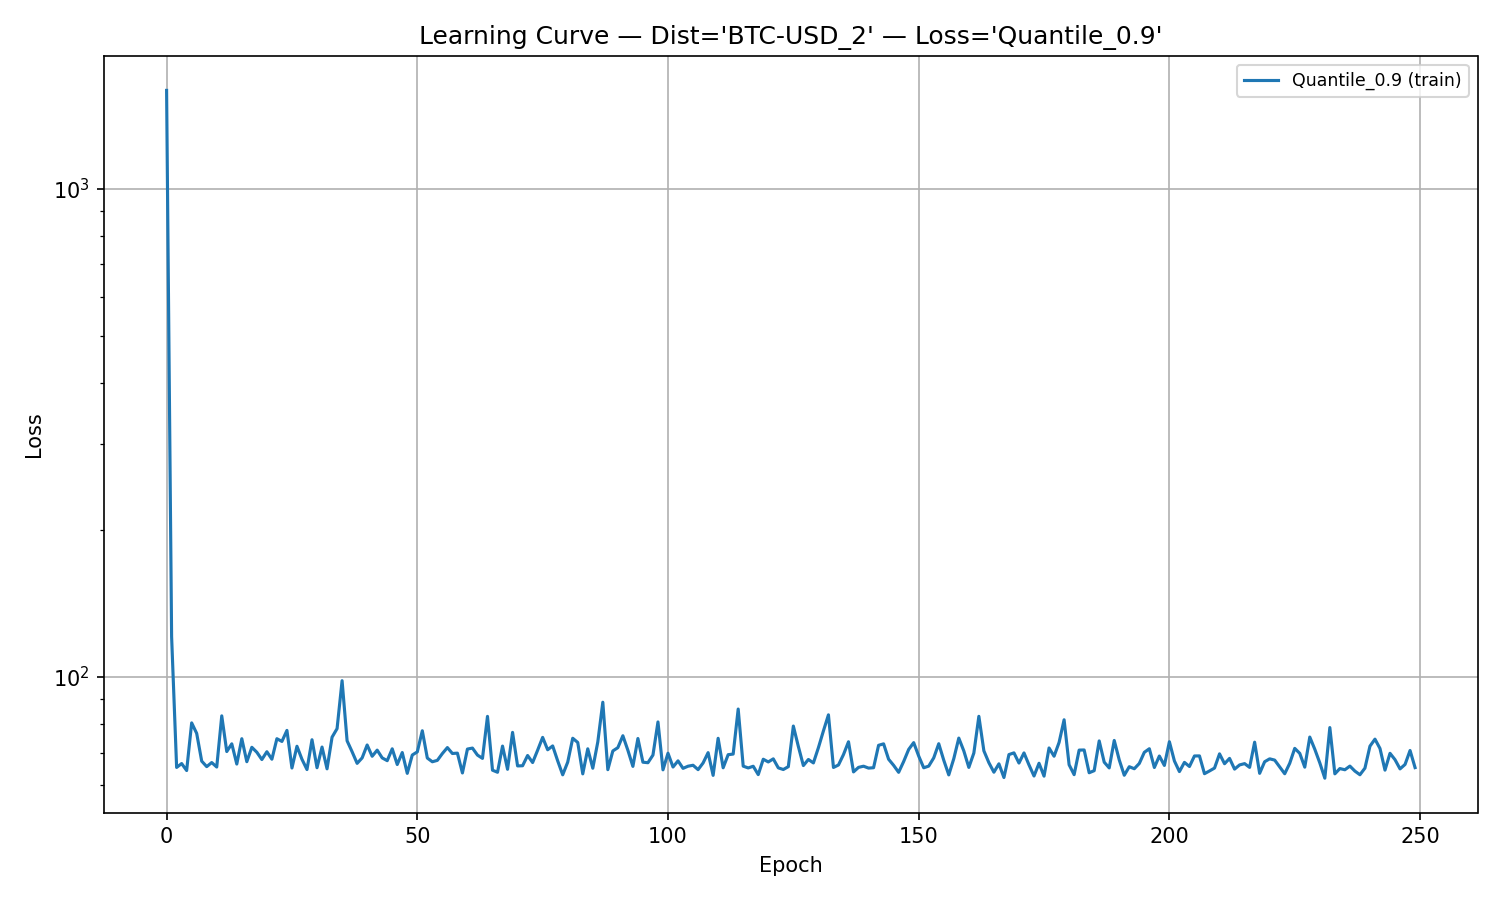 Learning Curve — Dist='BTC-USD_2' — Loss='Quantile_0.9'
Quantile_0.9 (train)
Loss
10³
10²
0 50 100 150 200 250
Epoch